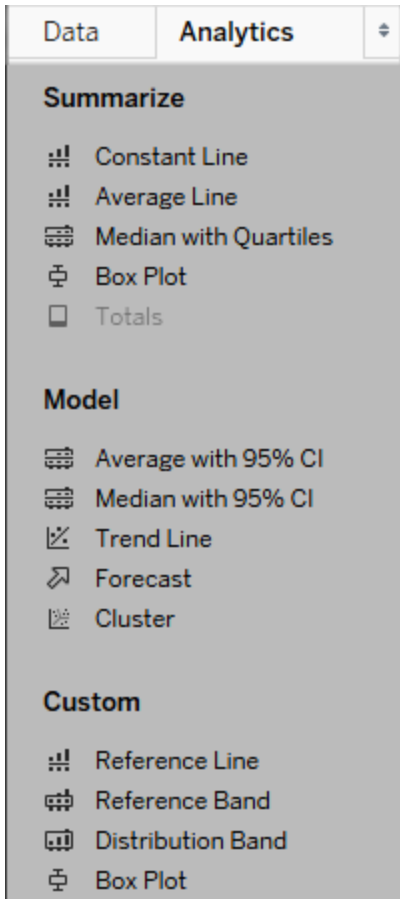 Data Analytics
Summarize
Constant Line
Average Line
Median with Quartiles
Box Plot
Totals
Model
Average with 95% CI
Median with 95% CI
Trend Line
Forecast
Cluster
Custom
Reference Line
Reference Band
Distribution Band
Box Plot